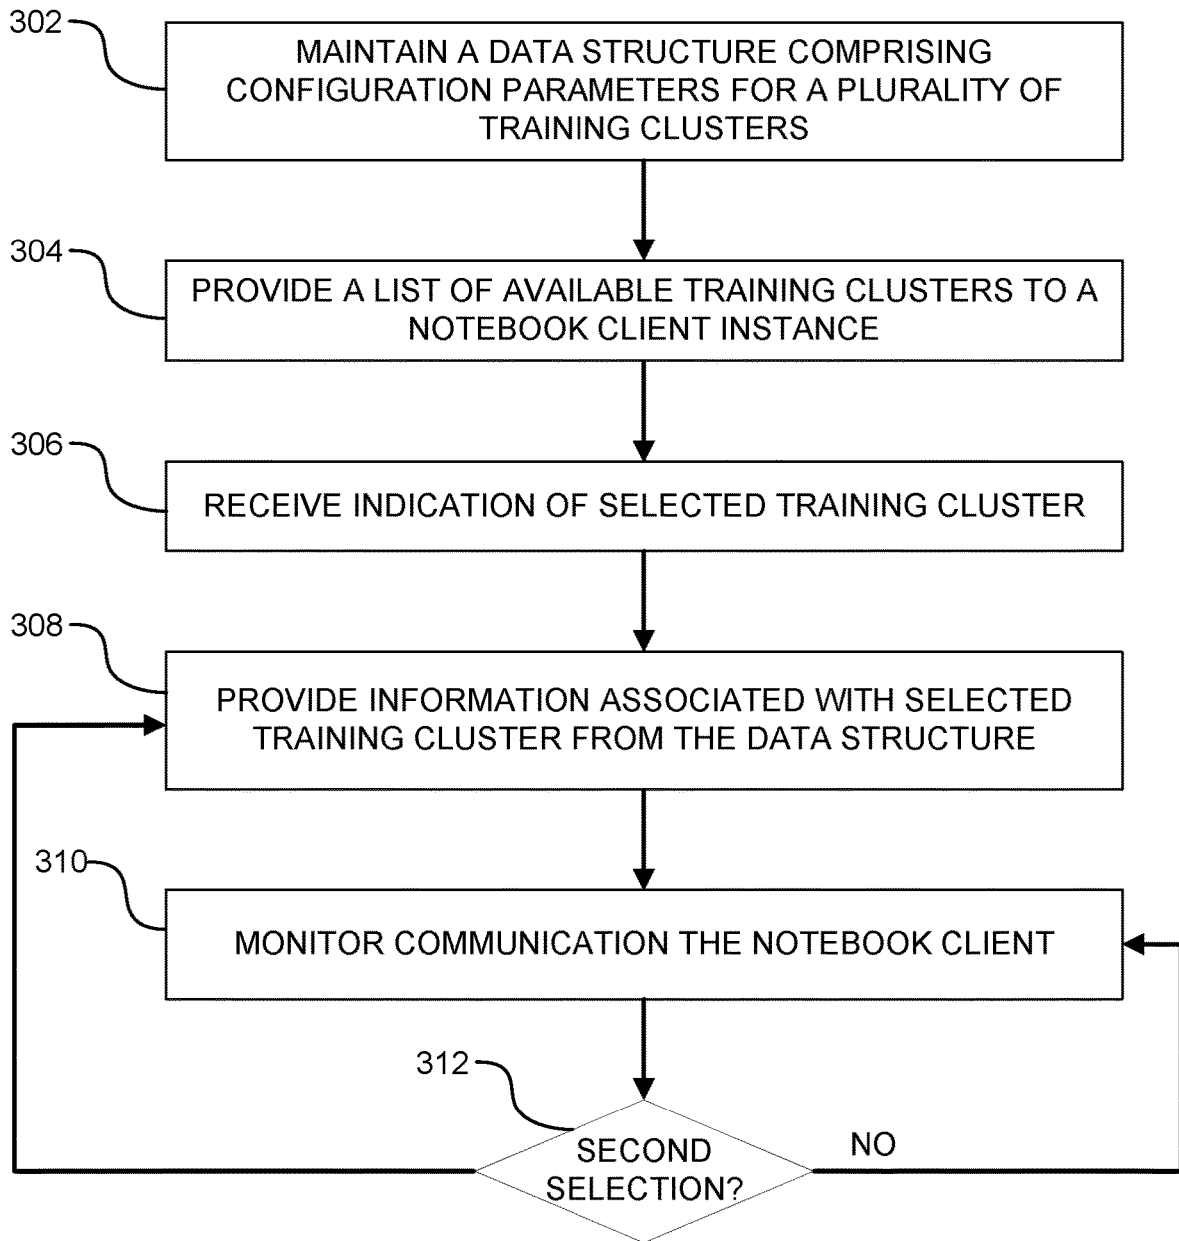 302
MAINTAIN A DATA STRUCTURE COMPRISING
CONFIGURATION PARAMETERS FOR A PLURALITY OF
TRAINING CLUSTERS
304
PROVIDE A LIST OF AVAILABLE TRAINING CLUSTERS TO A
NOTEBOOK CLIENT INSTANCE
306
RECEIVE INDICATION OF SELECTED TRAINING CLUSTER
308
PROVIDE INFORMATION ASSOCIATED WITH SELECTED
TRAINING CLUSTER FROM THE DATA STRUCTURE
310
MONITOR COMMUNICATION THE NOTEBOOK CLIENT
312
SECOND
SELECTION?
NO